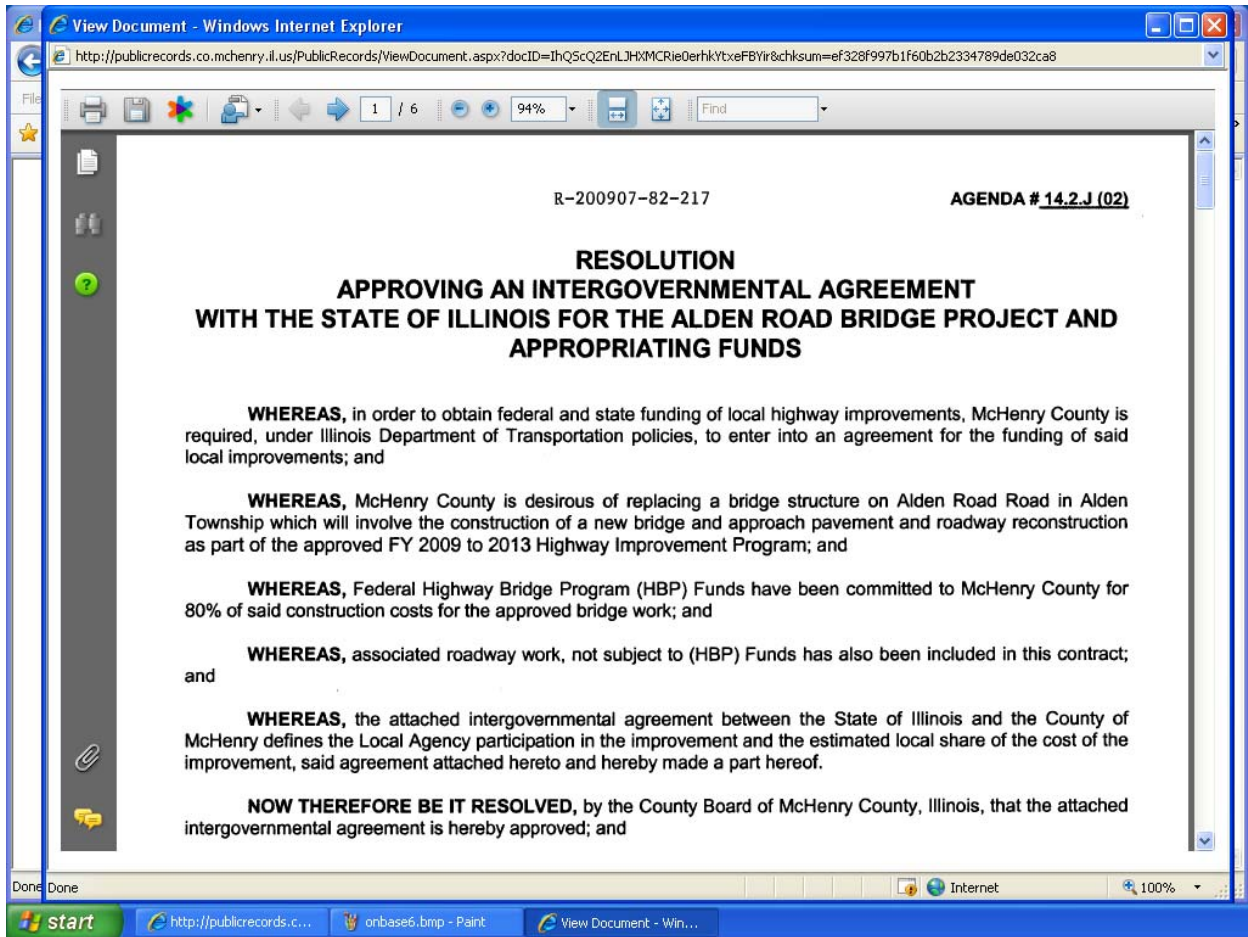 View Document - Windows Internet Explorer
http://publicrecords.co.mchenry.il.us/PublicRecords/ViewDocument.aspx?docID=IhQ5cQ2EnLJHXMCRie0erhkYtxeFBYir&chksum=ef328f997b1f60b2b2334789de032ca8
File
1 / 6 94% Find
R-200907-82-217 AGENDA # 14.2.J (02)
RESOLUTION
APPROVING AN INTERGOVERNMENTAL AGREEMENT
WITH THE STATE OF ILLINOIS FOR THE ALDEN ROAD BRIDGE PROJECT AND
APPROPRIATING FUNDS
WHEREAS, in order to obtain federal and state funding of local highway improvements, McHenry County is
required, under Illinois Department of Transportation policies, to enter into an agreement for the funding of said
local improvements; and
WHEREAS, McHenry County is desirous of replacing a bridge structure on Alden Road Road in Alden
Township which will involve the construction of a new bridge and approach pavement and roadway reconstruction
as part of the approved FY 2009 to 2013 Highway Improvement Program; and
WHEREAS, Federal Highway Bridge Program (HBP) Funds have been committed to McHenry County for
80% of said construction costs for the approved bridge work; and
WHEREAS, associated roadway work, not subject to (HBP) Funds has also been included in this contract;
and
WHEREAS, the attached intergovernmental agreement between the State of Illinois and the County of
McHenry defines the Local Agency participation in the improvement and the estimated local share of the cost of the
improvement, said agreement attached hereto and hereby made a part hereof.
NOW THEREFORE BE IT RESOLVED, by the County Board of McHenry County, Illinois, that the attached
intergovernmental agreement is hereby approved; and
Done Done Internet 100%
start http://publicrecords.c... onbase6.bmp - Paint View Document - Win...